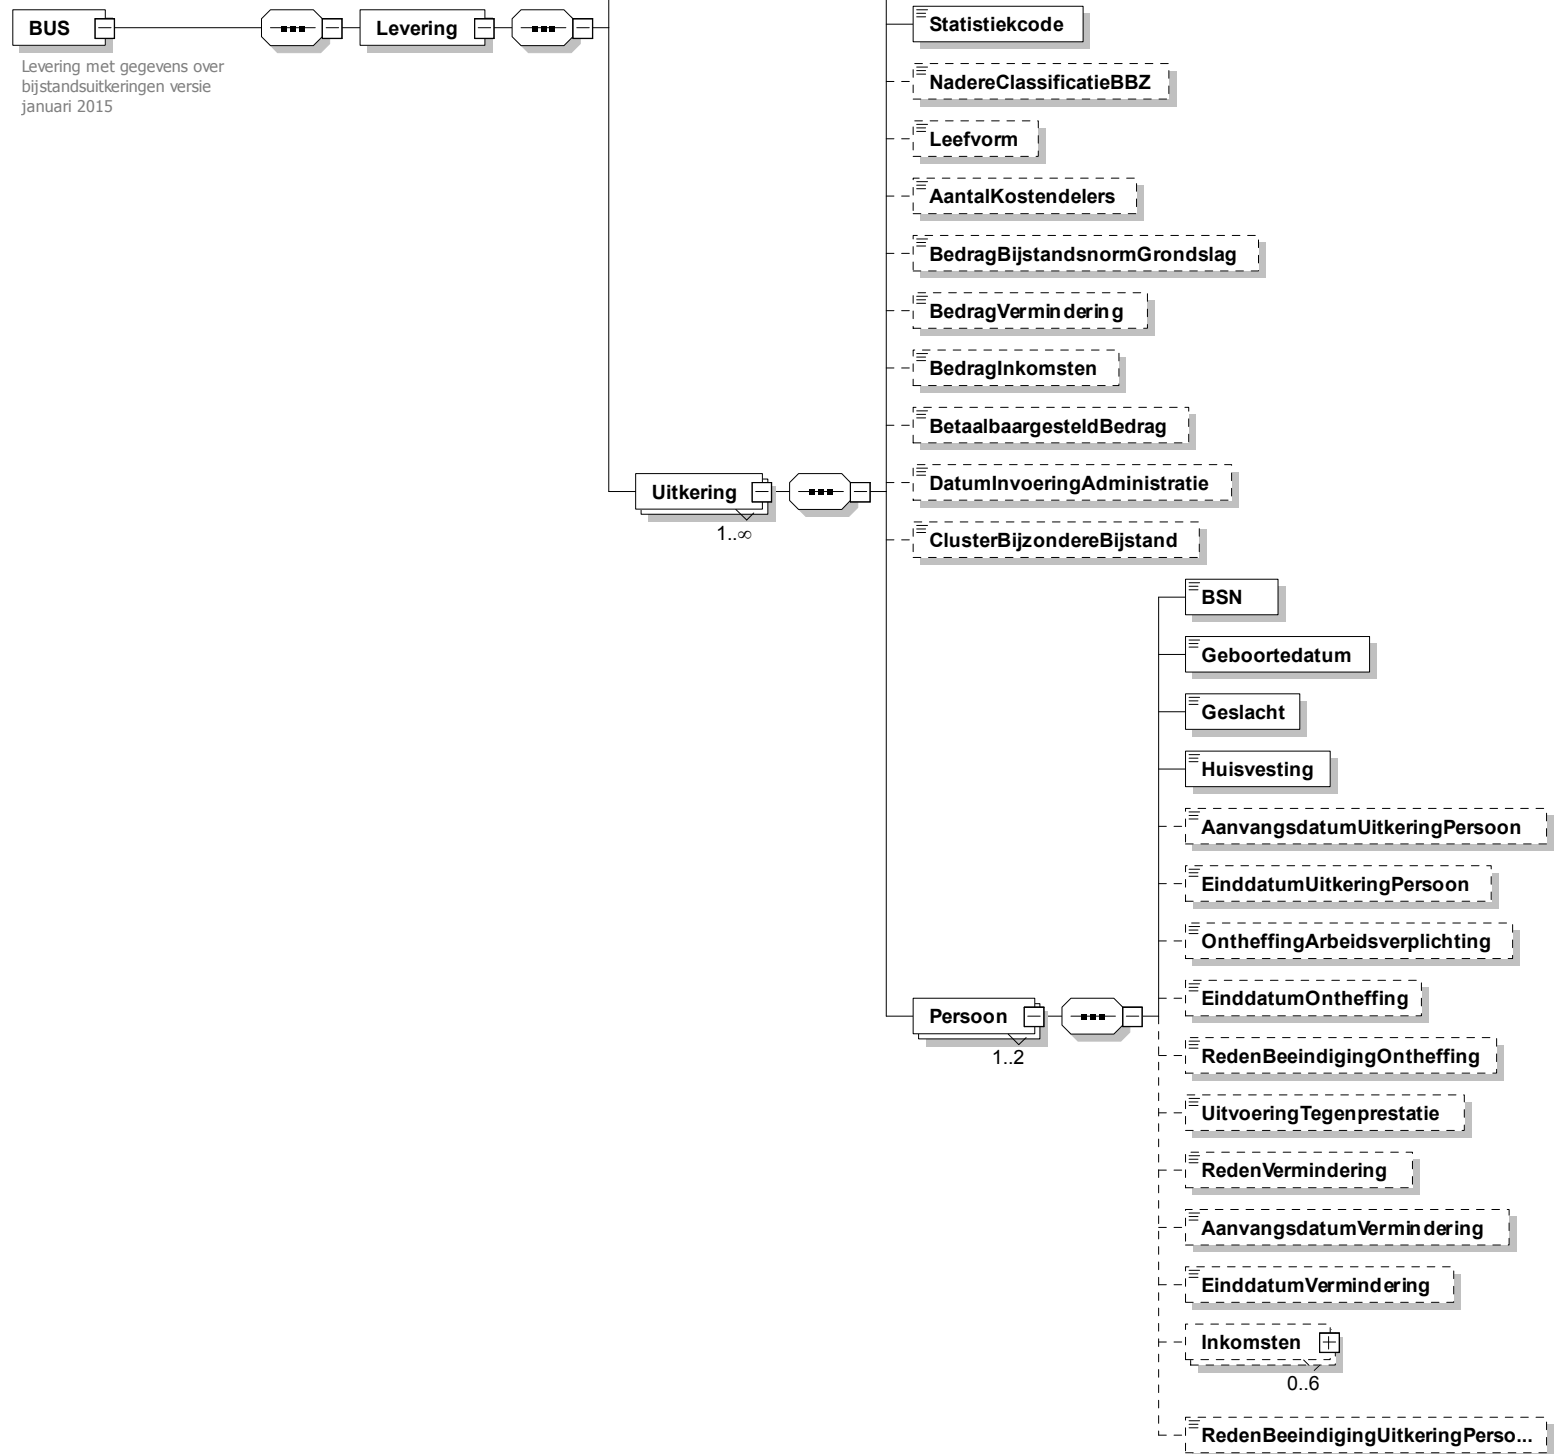 BUS
Levering
Levering met gegevens over
bijstandsuitkeringen versie
januari 2015
Statistiekcode
NadereClassificatieBBZ
Leefvorm
AantalKostendelers
BedragBijstandsnormGrondslag
BedragVermindering
BedragInkomsten
BetaalbaargesteldBedrag
DatumInvoeringAdministratie
Uitkering
1..∞
ClusterBijzondereBijstand
BSN
Geboortedatum
Geslacht
Huisvesting
AanvangsdatumUitkeringPersoon
EinddatumUitkeringPersoon
OntheffingArbeidsverplichting
EinddatumOntheffing
Persoon
1..2
RedenBeeindigingOntheffing
UitvoeringTegenprestatie
RedenVermindering
AanvangsdatumVermindering
EinddatumVermindering
Inkomsten
0..6
RedenBeeindigingUitkeringPerso...